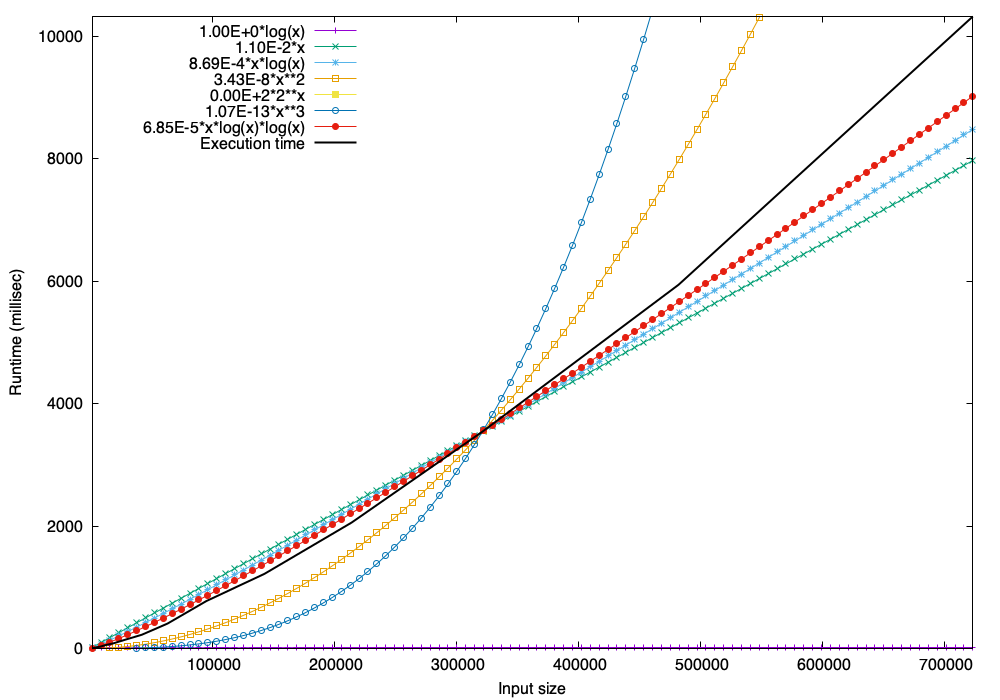 10000
8000
6000
4000
2000
0
Runtime (millisec)
1.00E+0*log(x)
1.10E-2*x
8.69E-4*x*log(x)
3.43E-8*x**2
0.00E+2*2**x
1.07E-13*x**3
6.85E-5*x*log(x)*log(x)
Execution time
100000 200000 300000 400000 500000 600000 700000
Input size